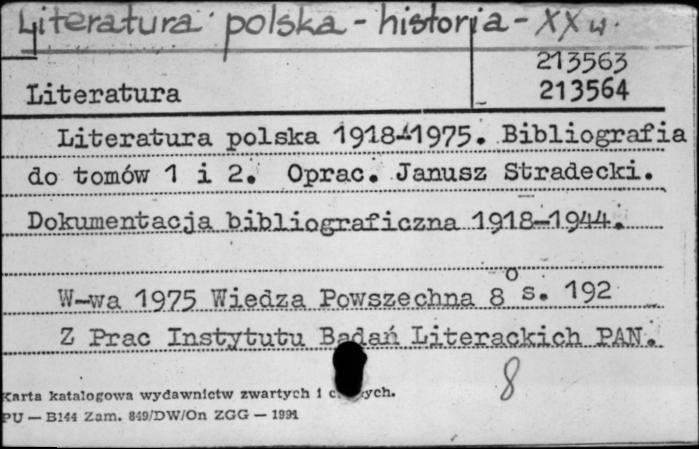 Literatura polska - historia - XX w.
213563
Literatura 213564
Literatura polska 1918-1975. Bibliografia
do tomów 1 i 2. Oprac. Janusz Stradecki.
Dokumentacja bibliograficzna 1918-1944.
W-wa 1975 Wiedza Powszechna 8° s. 192
Z Prac Instytutu Badań Literackich PAN.
8
Karta katalogowa wydawnictw zwartych i
PU — B144 Zam. 849/DW/On ZGG — 1991